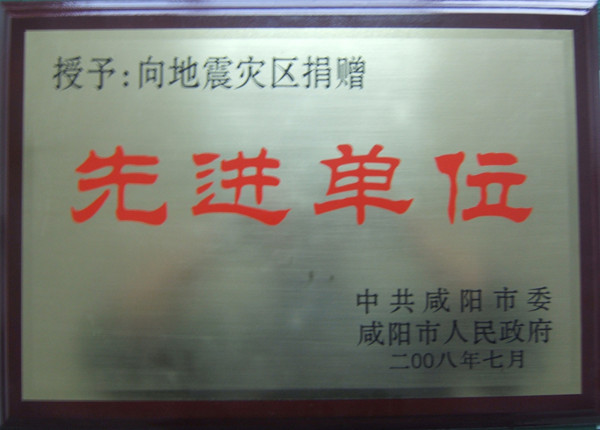 授予:向地震灾区捐赠
先进单位
中共咸阳市委
咸阳市人民政府
二00八年七月